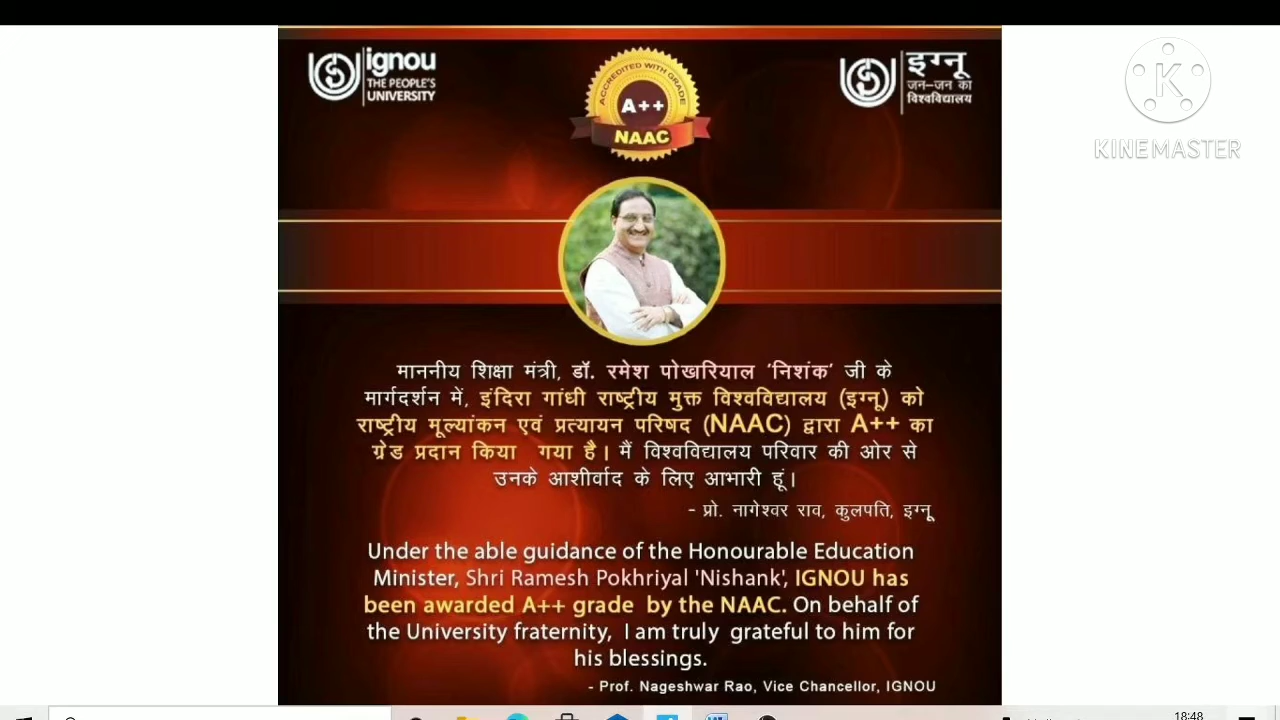 ignou
THE PEOPLE'S
UNIVERSITY
ACCREDITED WITH GRADE
A++
NAAC
इग्नू
जन-जन का
विश्वविद्यालय
K
KINEMASTER
माननीय शिक्षा मंत्री, डॉ. रमेश पोखरियाल 'निशंक' जी के
मार्गदर्शन में, इंदिरा गांधी राष्ट्रीय मुक्त विश्वविद्यालय (इग्नू) को
राष्ट्रीय मूल्यांकन एवं प्रत्यायन परिषद (NAAC) द्वारा A++ का
ग्रेड प्रदान किया गया है। मैं विश्वविद्यालय परिवार की ओर से
उनके आशीर्वाद के लिए आभारी हूं।
- प्रो. नागेश्वर राव, कुलपति, इग्नू
Under the able guidance of the Honourable Education
Minister, Shri Ramesh Pokhriyal 'Nishank', IGNOU has
been awarded A++ grade by the NAAC. On behalf of
the University fraternity, I am truly grateful to him for
his blessings.
- Prof. Nageshwar Rao, Vice Chancellor, IGNOU
18:48